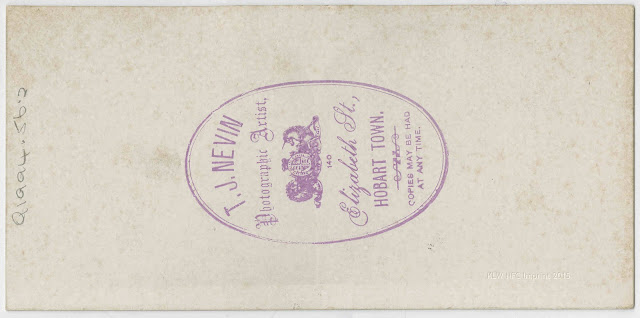 T. J. NEVIN
Photographic Artist,
140
Elizabeth St.,
HOBART TOWN.
COPIES MAY BE HAD
AT ANY TIME.
Q1994.56.2